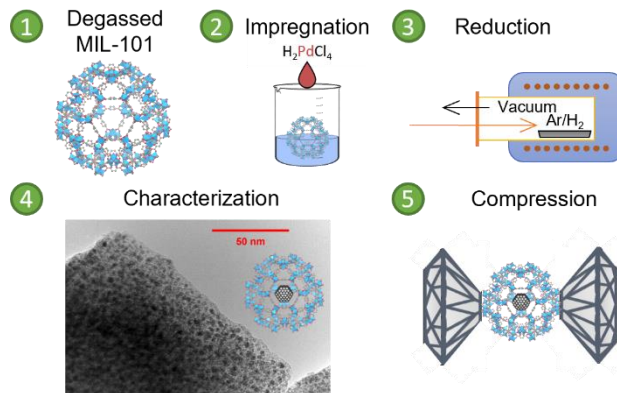 1
Degassed
MIL-101
2
Impregnation
H₂PdCl₄
3
Reduction
Vacuum
Ar/H₂
4
Characterization
50 nm
5
Compression